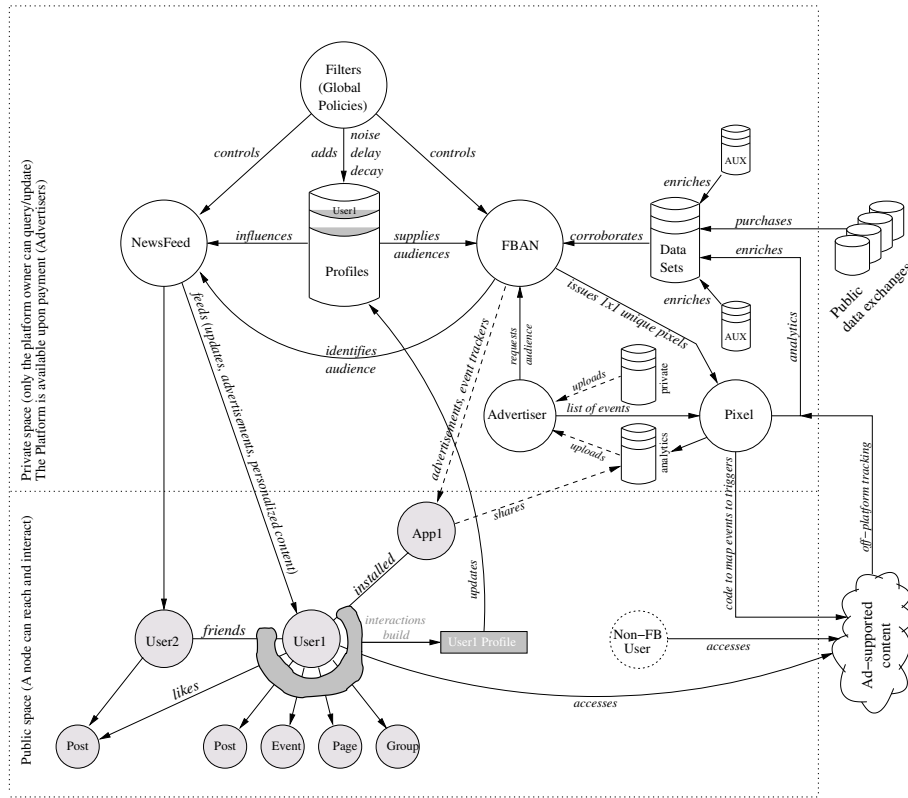 Filters
(Global
Policies)
controls
adds
noise
delay
decay
controls
AUX
enriches
User1
NewsFeed
influences
Profiles
supplies
audiences
FBAN
corroborates
Data
Sets
purchases
enriches
Public
data exchanges
enriches
AUX
analytics
issues 1x1 unique pixels
identifies
audience
requests
audience
feeds (updates, advertisements, personalized content)
advertisements, event trackers
uploads
private
Advertiser
list of events
Pixel
uploads
analytics
Private space (only the platform owner can query/update)
The Platform is available upon payment (Advertisers)
App1
shares
code to map events to triggers
off−platform tracking
installed
updates
Public space (A node can reach and interact)
User2
friends
User1
interactions
build
User1 Profile
Non−FB
User
accesses
Ad−supported
content
likes
accesses
Post
Post
Event
Page
Group